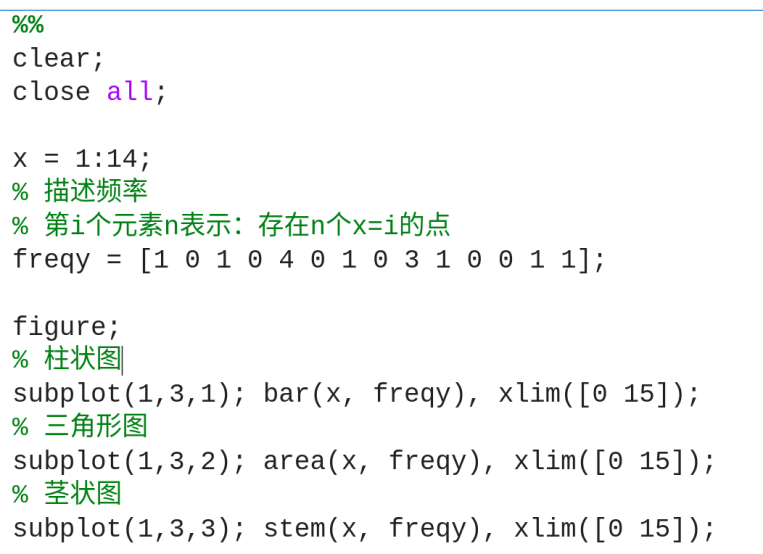 %%
clear;
close all;
x = 1:14;
% 描述频率
% 第i个元素n表示：存在n个x=i的点
freqy = [1 0 1 0 4 0 1 0 3 1 0 0 1 1];
figure;
% 柱状图
subplot(1,3,1); bar(x, freqy), xlim([0 15]);
% 三角形图
subplot(1,3,2); area(x, freqy), xlim([0 15]);
% 茎状图
subplot(1,3,3); stem(x, freqy), xlim([0 15]);